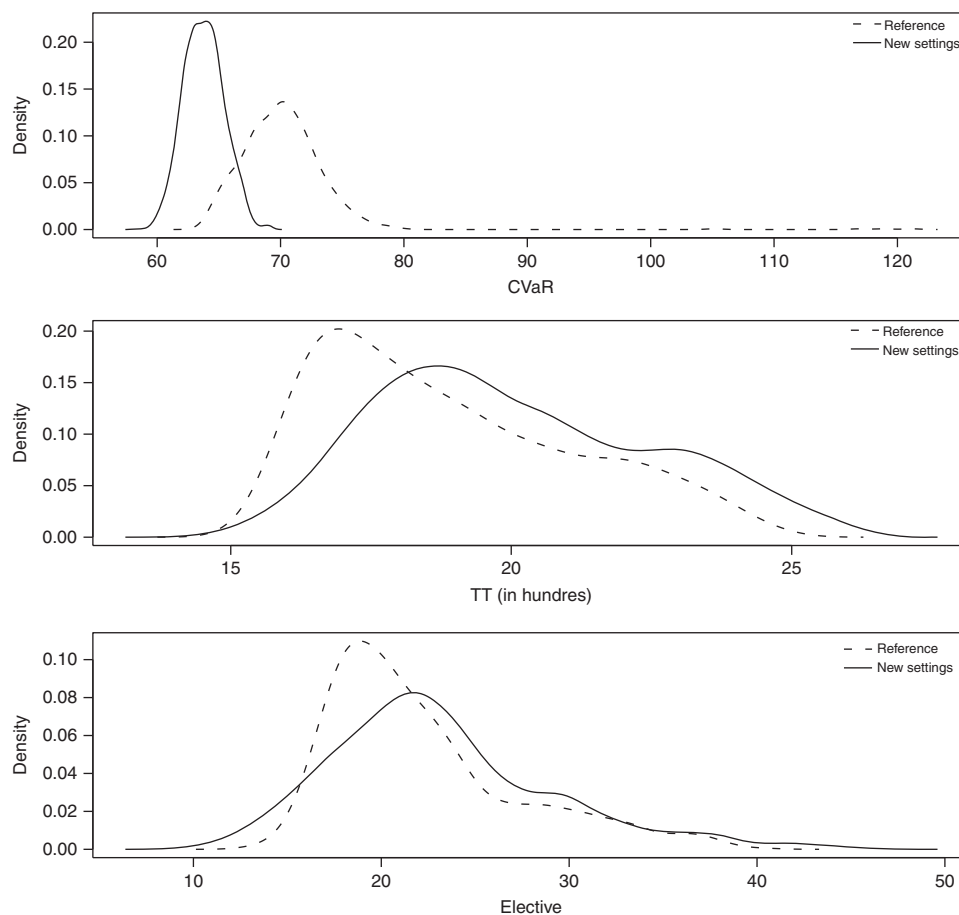 Density
0.20
0.15
0.10
0.05
0.00
Reference
New settings
60 70 80 90 100 110 120
CVaR
Density
0.20
0.15
0.10
0.05
0.00
Reference
New settings
15 20 25
TT (in hundres)
Density
0.10
0.08
0.06
0.04
0.02
0.00
Reference
New settings
10 20 30 40 50
Elective